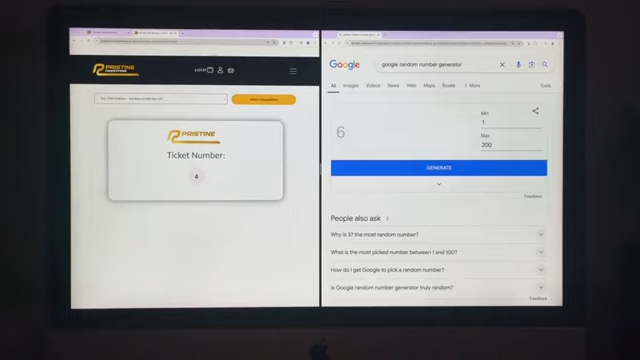 PRISTINE
PRISTINE
Ticket Number:
4
Google
google random number generator
All Images Videos News Web Maps Books More Tools
6
Min
1
Max
200
GENERATE
Feedback
People also ask
Why is 37 the most random number?
What is the most picked number between 1 and 100?
How do I get Google to pick a random number?
Is Google random number generator truly random?
Feedback